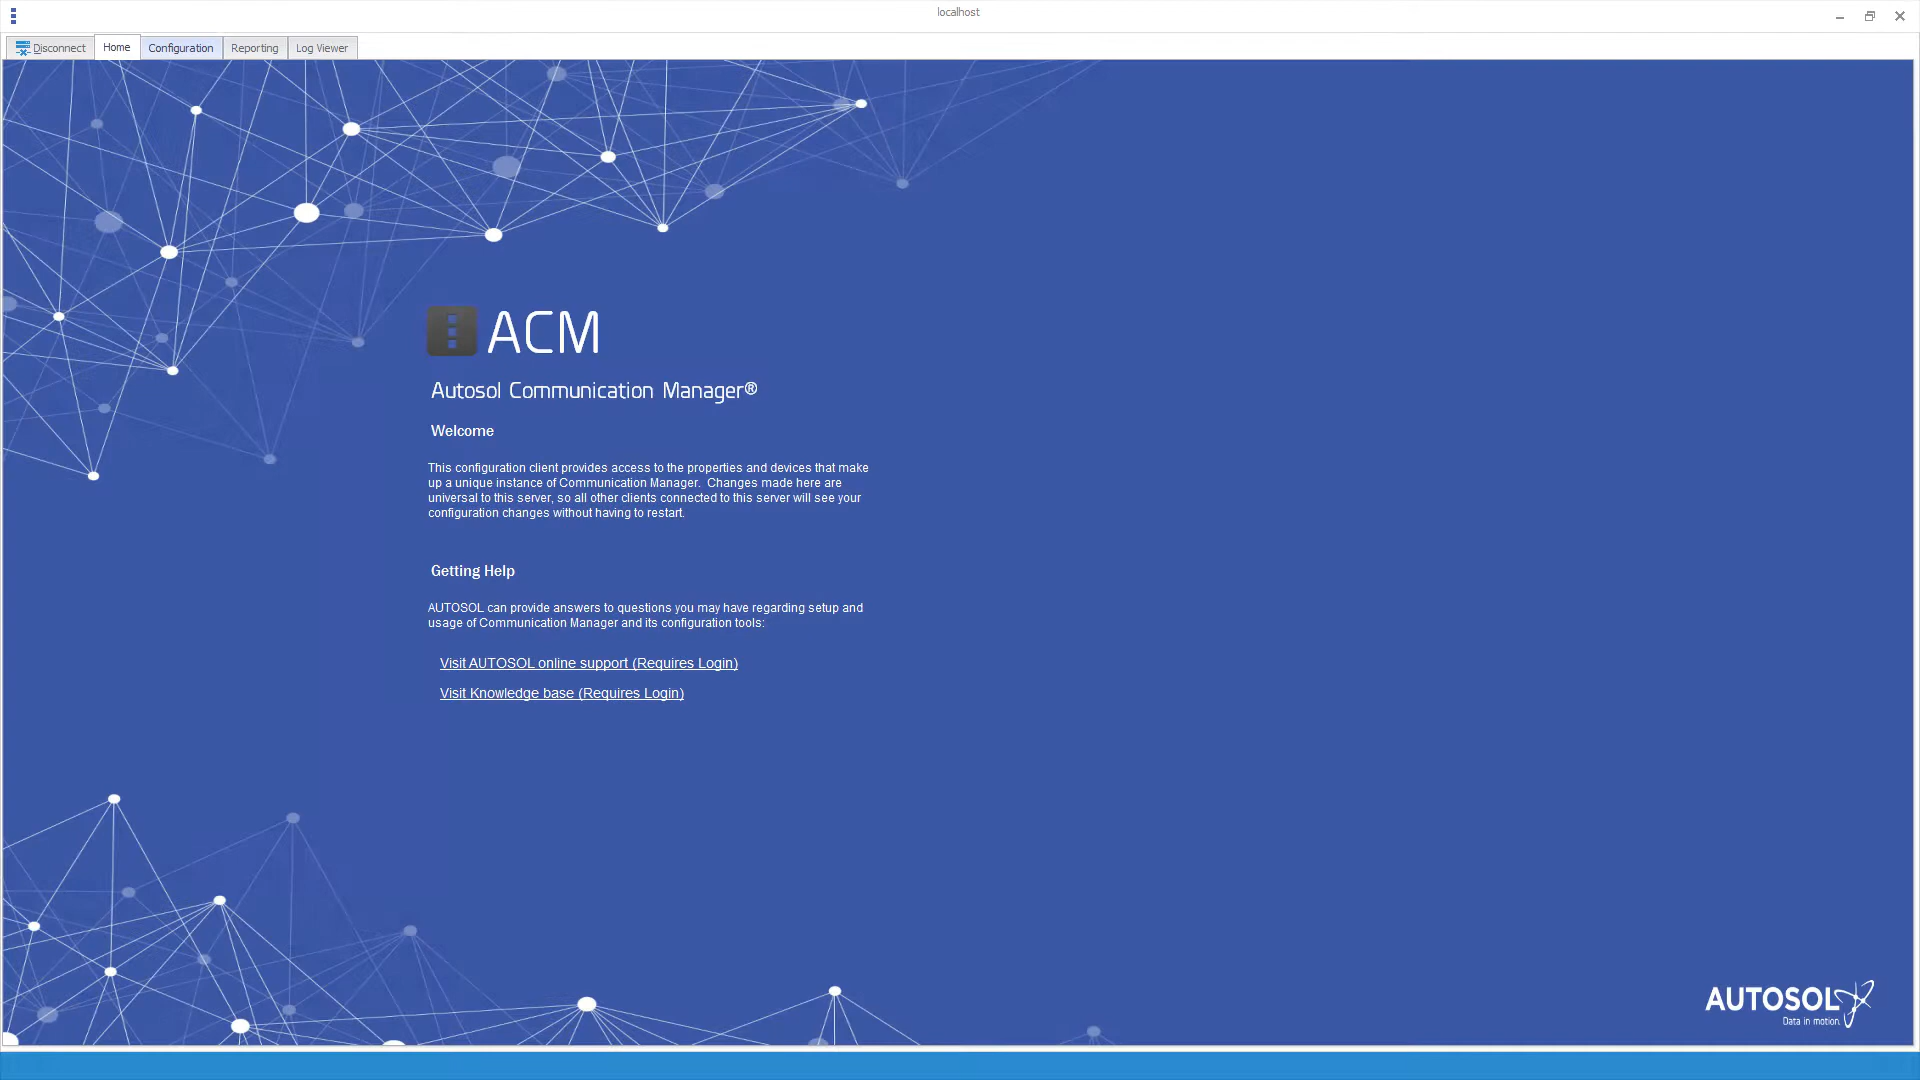 localhost
Disconnect Home Configuration Reporting Log Viewer
ACM
Autosol Communication Manager®
Welcome
This configuration client provides access to the properties and devices that make
up a unique instance of Communication Manager. Changes made here are
universal to this server, so all other clients connected to this server will see your
configuration changes without having to restart.
Getting Help
AUTOSOL can provide answers to questions you may have regarding setup and
usage of Communication Manager and its configuration tools:
Visit AUTOSOL online support (Requires Login)
Visit Knowledge base (Requires Login)
AUTOSOL
Data in motion.